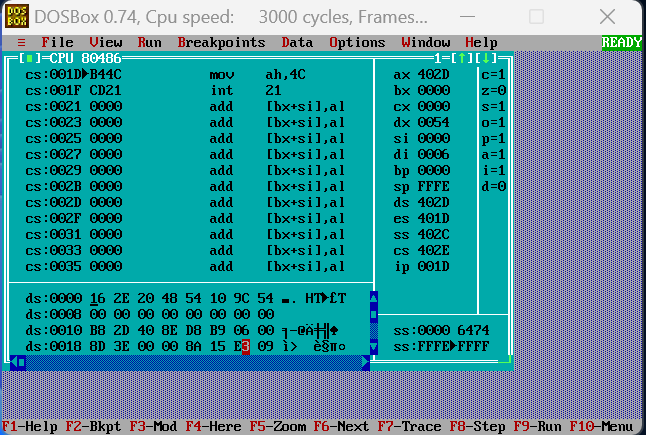 DOS BOX DOSBox 0.74, Cpu speed: 3000 cycles, Frames...
≡ File View Run Breakpoints Data Options Window Help READY
[■]=CPU 80486 1=[↑][↓]
cs:001D▶B44C mov ah,4C ax 402D c=1
cs:001F CD21 int 21 bx 0000 z=0
cs:0021 0000 add [bx+si],al cx 0000 s=1
cs:0023 0000 add [bx+si],al dx 0054 o=1
cs:0025 0000 add [bx+si],al si 0000 p=1
cs:0027 0000 add [bx+si],al di 0006 a=1
cs:0029 0000 add [bx+si],al bp 0000 i=1
cs:002B 0000 add [bx+si],al sp FFFE d=0
cs:002D 0000 add [bx+si],al ds 402D
cs:002F 0000 add [bx+si],al es 401D
cs:0031 0000 add [bx+si],al ss 402C
cs:0033 0000 add [bx+si],al cs 402E
cs:0035 0000 add [bx+si],al ip 001D
ds:0000 16 2E 20 48 54 10 9C 54 ▬. HT▶£T
ds:0008 00 00 00 00 00 00 00 00
ds:0010 B8 2D 40 8E D8 B9 06 00 ╕-@Ä╪╣♠ ss:0000 6474
ds:0018 8D 3E 00 00 8A 15 E3 09 ì> è§π○ ss:FFFE▶FFFF
F1-Help F2-Bkpt F3-Mod F4-Here F5-Zoom F6-Next F7-Trace F8-Step F9-Run F10-Menu